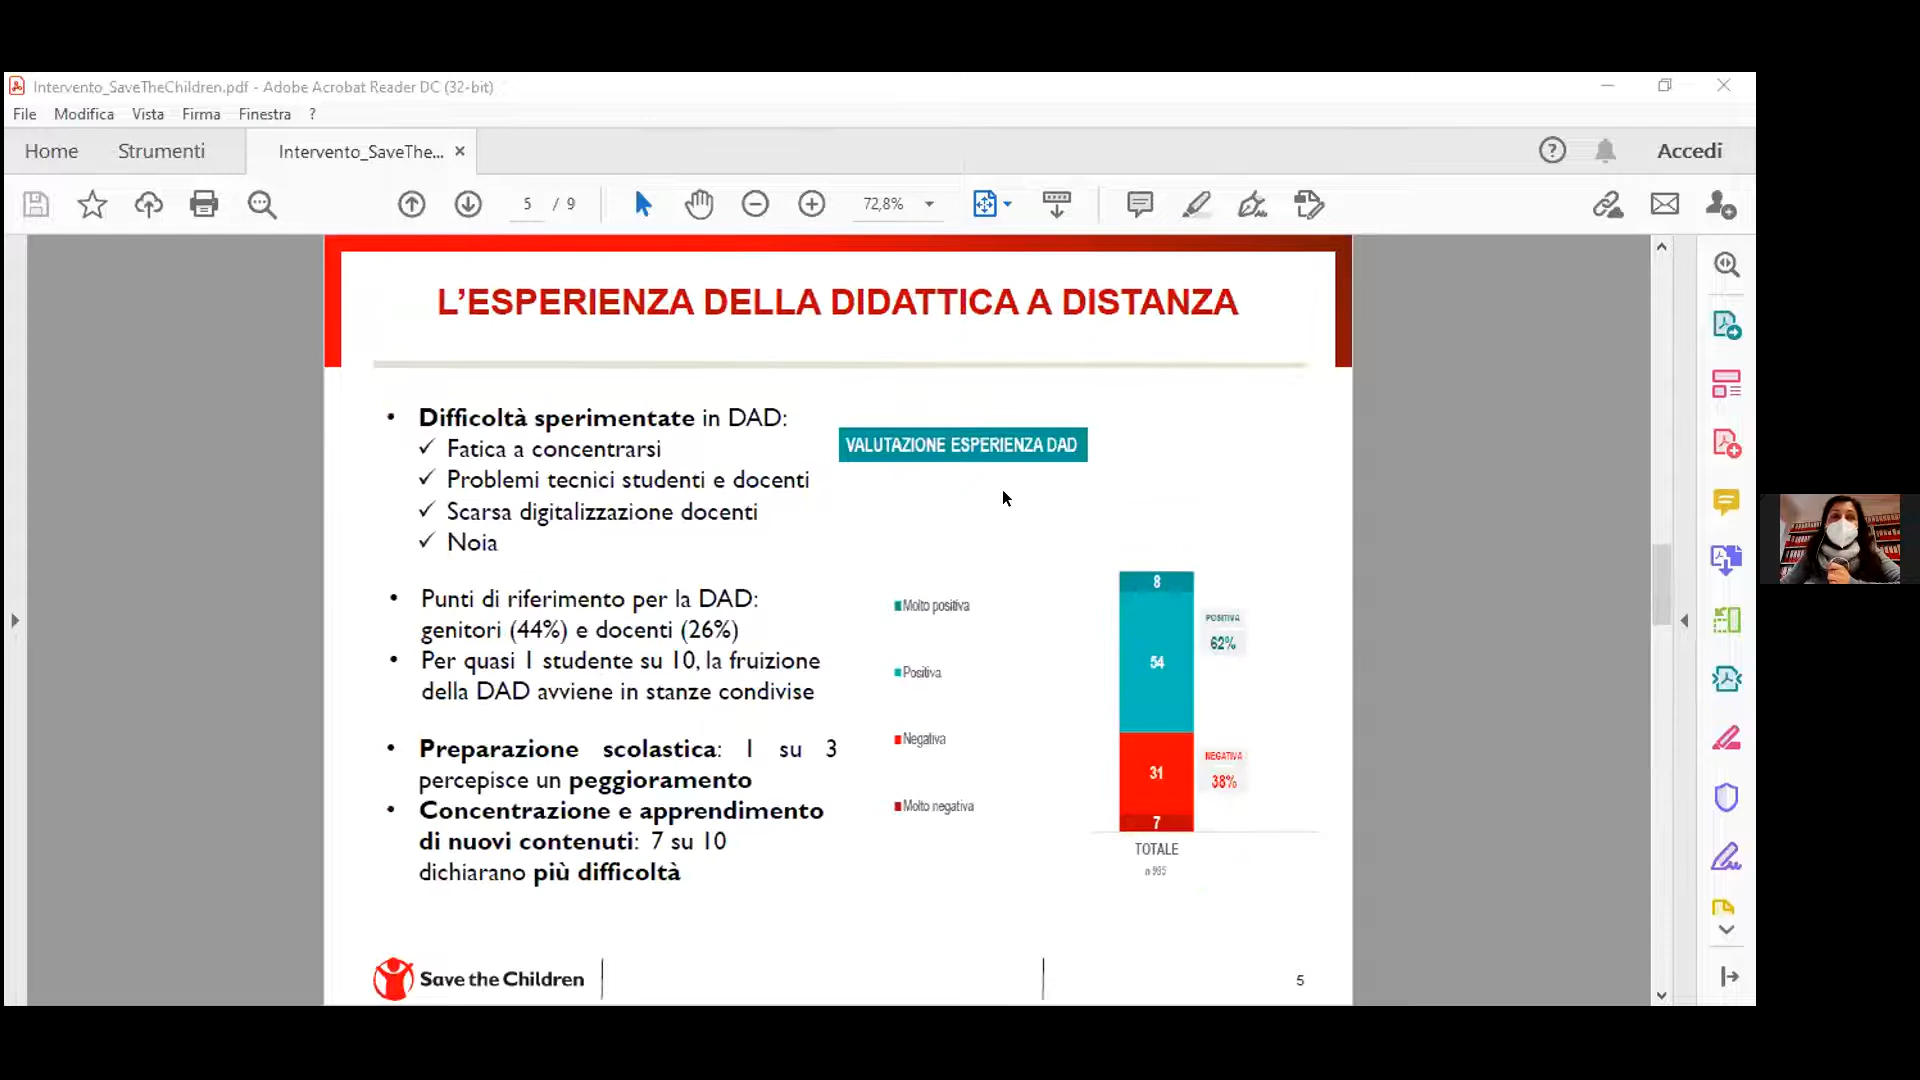 Intervento_SaveTheChildren.pdf - Adobe Acrobat Reader DC (32-bit)
File Modifica Vista Firma Finestra ?
Home Strumenti Intervento_SaveThe... × Accedi
5 / 9 72,8%
L’ESPERIENZA DELLA DIDATTICA A DISTANZA
• Difficoltà sperimentate in DAD:
✓ Fatica a concentrarsi
✓ Problemi tecnici studenti e docenti
✓ Scarsa digitalizzazione docenti
✓ Noia
• Punti di riferimento per la DAD:
genitori (44%) e docenti (26%)
• Per quasi 1 studente su 10, la fruizione
della DAD avviene in stanze condivise
• Preparazione scolastica: 1 su 3
percepisce un peggioramento
• Concentrazione e apprendimento
di nuovi contenuti: 7 su 10
dichiarano più difficoltà
VALUTAZIONE ESPERIENZA DAD
Molto positiva
Positiva
Negativa
Molto negativa
8
54
31
7
POSITIVA
62%
NEGATIVA
38%
TOTALE
n 995
Save the Children
5